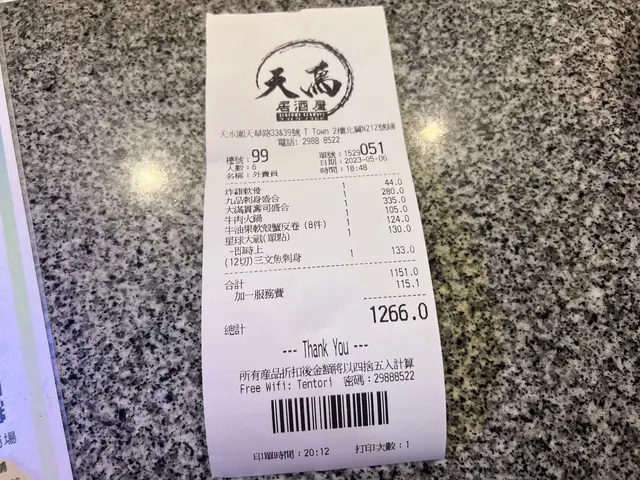 天為
居酒屋
天水圍天華路33&39號 T Town 2樓北翼N212號鋪
電話: 2988 8522
檯號:99
單號:1529051
人數:6
日期:2023-05-06
名稱:外賣員
時間:18:48
炸雞軟骨 1 44.0
九品刺身盛合 1 280.0
大滿貫壽司盛合 1 335.0
牛肉火鍋 1 105.0
牛油果軟殼蟹反卷 (8件) 1 124.0
星球大戰(單點) 1 130.0
-即時上
(12切)三文魚刺身 1 133.0
合計 1151.0
加一服務費 115.1
總計 1266.0
--- Thank You ---
所有產品折扣後金額將以四捨五入計算
Free Wifi: Tentori 密碼:29888522
印單時間:20:12 打印次數:1
場